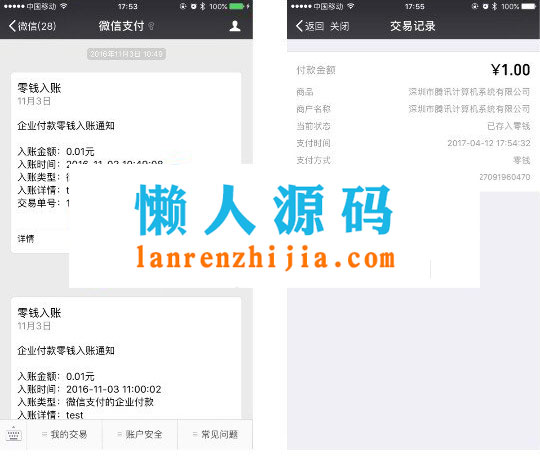 中国移动 17:53 100%
微信(28) 微信支付
2016年11月3日 10:49
零钱入账
11月3日
企业付款零钱入账通知
入账金额：0.01元
入账时间：2016-11-03 10:49:08
入账类型：
入账详情：t
交易单号：1
详情
零钱入账
11月3日
企业付款零钱入账通知
入账金额：0.01元
入账时间：2016-11-03 11:00:02
入账类型：微信支付的企业付款
入账详情：test
我的交易 账户安全 常见问题
中国移动 17:55 100%
返回 关闭 交易记录
付款金额 ¥1.00
商品 深圳市腾讯计算机系统有限公司
商户名称 深圳市腾讯计算机系统有限公司
当前状态 已存入零钱
支付时间 2017-04-12 17:54:32
支付方式 零钱
27091960470
懒人源码
lanrenzhijia.com